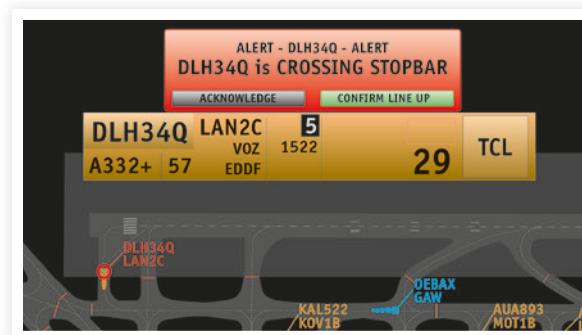 ALERT - DLH34Q - ALERT
DLH34Q is CROSSING STOPBAR
ACKNOWLEDGE CONFIRM LINE UP
DLH34Q LAN2C 5 29 TCL
VOZ 1522
A332+ 57 EDDF
DLH34Q
LAN2C
OEBAX
GAW
KAL522
KOV1B
AUA893
MOT1B